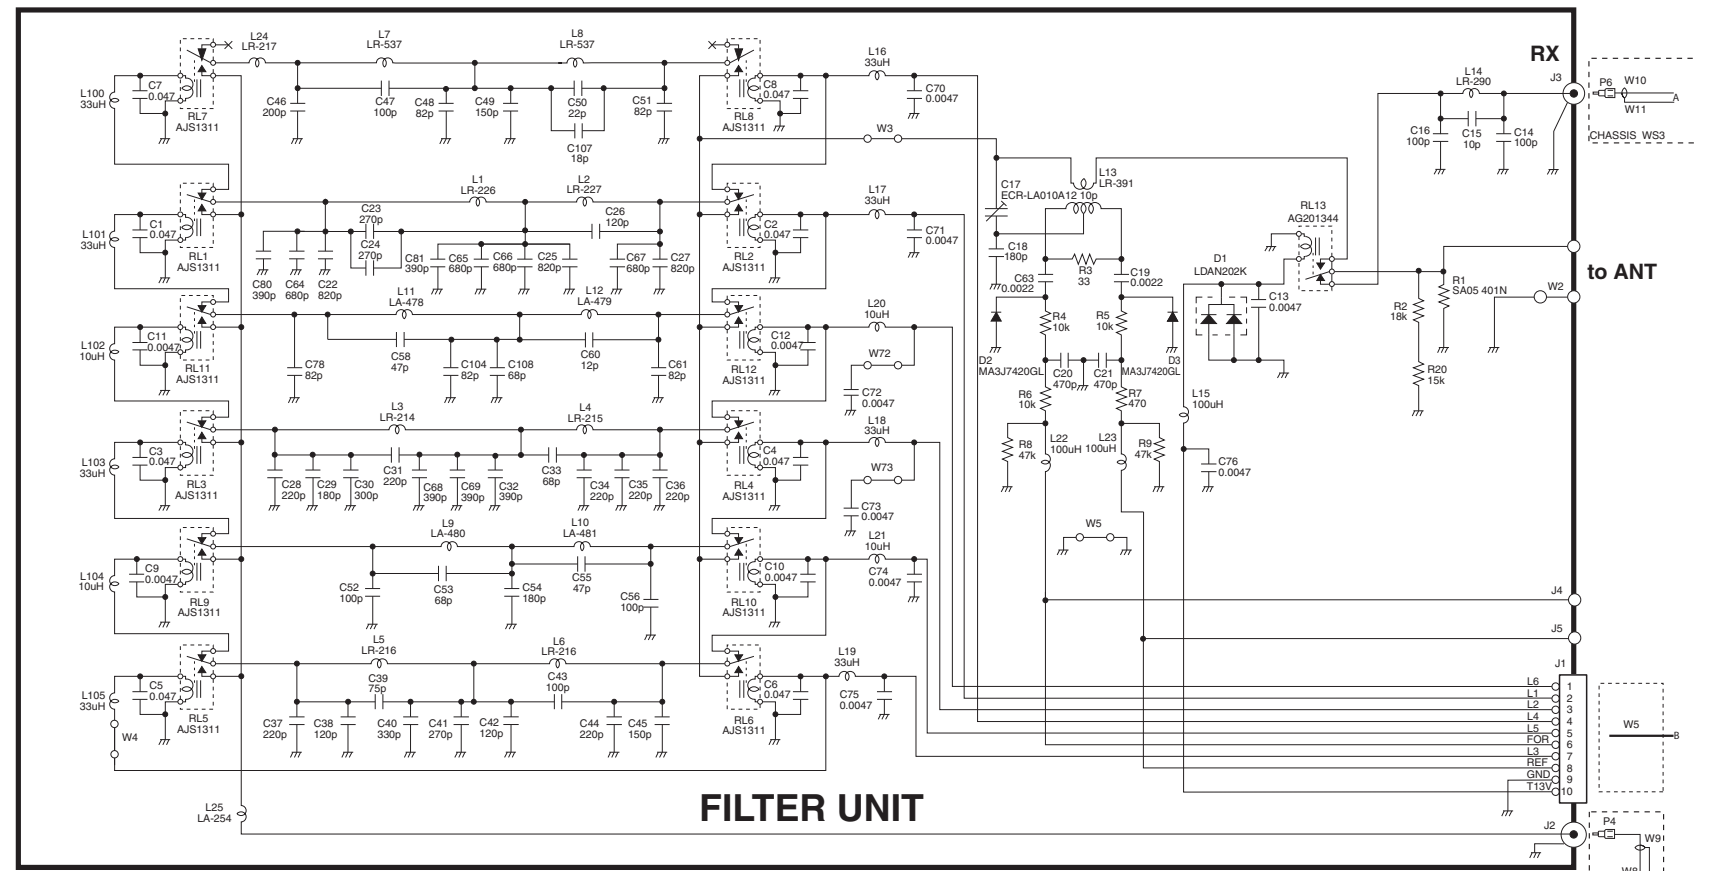 L24
LR-217
L7
LR-537
L8
LR-537
L16
33uH
RX
L14
LR-290
J3
P6
W10
A
W11
CHASSIS WS3
L100
33uH
C7
0.047
RL7
AJS1311
C46
200p
C47
100p
C48
82p
C49
150p
C50
22p
C107
18p
C51
82p
C8
0.047
RL8
AJS1311
C70
0.0047
W3
C16
100p
C15
10p
C14
100p
L1
LR-226
L2
LR-227
L17
33uH
C17
ECR-LA010A12 10p
L13
LR-391
RL13
AG201344
L101
33uH
C1
0.047
RL1
AJS1311
C23
270p
C24
270p
C26
120p
C80
390p
C64
680p
C22
820p
C81
390p
C65
680p
C66
680p
C25
820p
C67
680p
C27
820p
C2
0.047
RL2
AJS1311
C71
0.0047
C18
180p
C63
0.0022
R3
33
C19
0.0022
D1
LDAN202K
C13
0.0047
R1
SA05 401N
R2
18k
R20
15k
to ANT
W2
L11
LA-478
L12
LA-479
L20
10uH
L102
10uH
C11
0.0047
RL11
AJS1311
C78
82p
C58
47p
C104
82p
C108
68p
C60
12p
C61
82p
C12
0.0047
RL12
AJS1311
W72
C72
0.0047
R4
10k
R5
10k
D2
MA3J7420GL
C20
470p
C21
470p
D3
MA3J7420GL
R6
10k
R7
470
L15
100uH
L3
LR-214
L4
LR-215
L18
33uH
L103
33uH
C3
0.047
RL3
AJS1311
C28
220p
C29
180p
C30
300p
C31
220p
C68
390p
C69
390p
C32
390p
C33
68p
C34
220p
C35
220p
C36
220p
C4
0.047
RL4
AJS1311
W73
C73
0.0047
R8
47k
L22
100uH
L23
100uH
R9
47k
C76
0.0047
L9
LA-480
L10
LA-481
L21
10uH
W5
L104
10uH
C9
0.0047
RL9
AJS1311
C52
100p
C53
68p
C54
180p
C55
47p
C56
100p
C10
0.0047
RL10
AJS1311
C74
0.0047
J4
J5
L5
LR-216
L6
LR-216
L19
33uH
L105
33uH
C5
0.047
RL5
AJS1311
W4
C39
75p
C43
100p
C37
220p
C38
120p
C40
330p
C41
270p
C42
120p
C44
220p
C45
150p
C6
0.047
RL6
AJS1311
C75
0.0047
J1
L6 1
L1 2
L2 3
L4 4
L5 5
FOR 6
L3 7
REF 8
GND 9
T13V 10
W5
B
L25
LA-254
FILTER UNIT
J2
P4
W9
W8